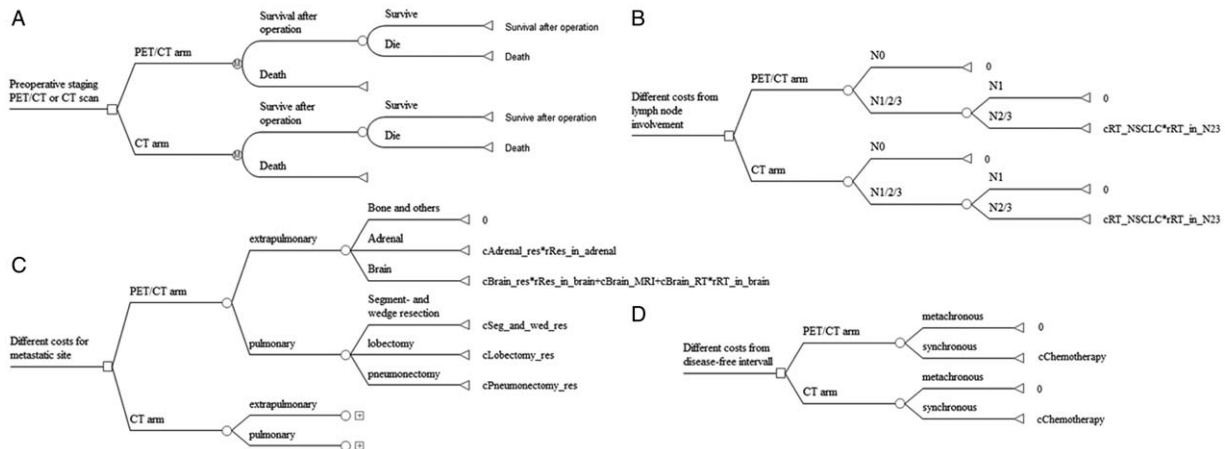 A
Survival after
operation
Survive
Survival after operation
Die
Death
PET/CT arm
Death
Preoperative staging
PET/CT or CT scan
Survive after
operation
Survive
Survive after operation
Die
Death
CT arm
Death
B
N0
0
PET/CT arm
N1/2/3
N1
0
N2/3
cRT_NSCLC*rRT_in_N23
Different costs from
lymph node
involvement
N0
0
CT arm
N1/2/3
N1
0
N2/3
cRT_NSCLC*rRT_in_N23
C
Bone and others
0
extrapulmonary
Adrenal
cAdrenal_res*rRes_in_adrenal
Brain
cBrain_res*rRes_in_brain+cBrain_MRI+cBrain_RT*rRT_in_brain
PET/CT arm
Segment- and
wedge resection
cSeg_and_wed_res
pulmonary
lobectomy
cLobectomy_res
pneumonectomy
cPneumonectomy_res
Different costs for
metastatic site
extrapulmonary
CT arm
pulmonary
D
metachronous
0
PET/CT arm
synchronous
cChemotherapy
Different costs from
disease-free intervall
metachronous
0
CT arm
synchronous
cChemotherapy